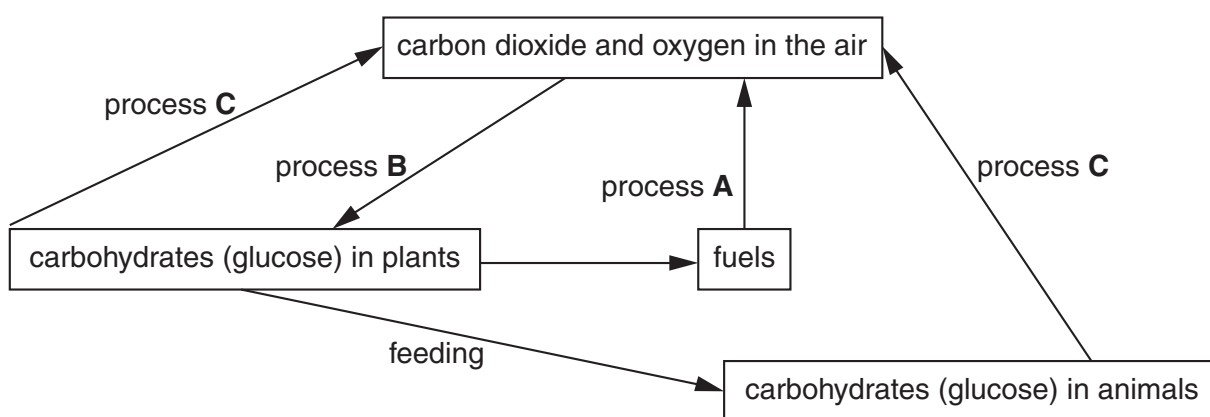 carbon dioxide and oxygen in the air
process C
process B
process A
process C
carbohydrates (glucose) in plants
fuels
feeding
carbohydrates (glucose) in animals